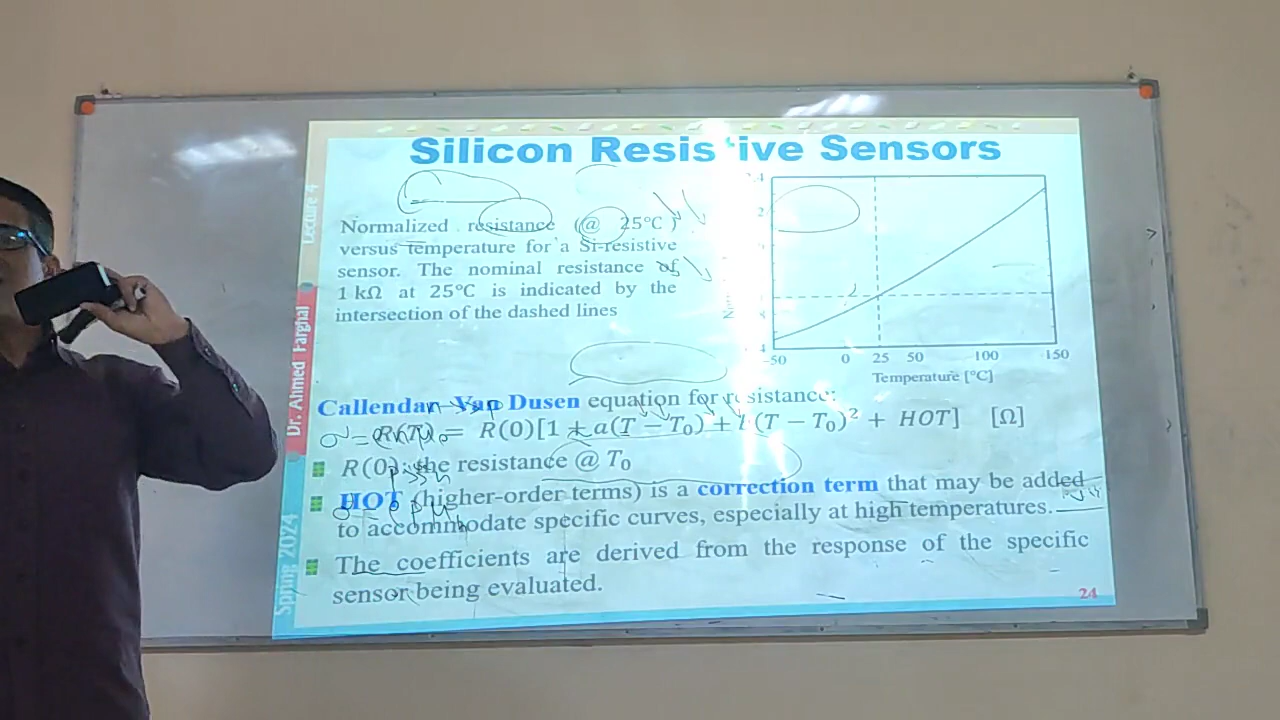 Silicon Resis ive Sensors
Normalized resistance (@ 25°C)
versus temperature for a Si-resistive
sensor. The nominal resistance of
1 kΩ at 25°C is indicated by the
intersection of the dashed lines
-50 0 25 50 100 150
Temperature [°C]
Callendar-Van Dusen equation for resistance:
R(T) = R(0)[1 + a(T − T₀) + (T − T₀)² + HOT] [Ω]
R(0): the resistance @ T₀
HOT (higher-order terms) is a correction term that may be added
to accommodate specific curves, especially at high temperatures.
The coefficients are derived from the response of the specific
sensor being evaluated.
24
Lecture 4
Dr. Ahmed Farghal
Spring 2024